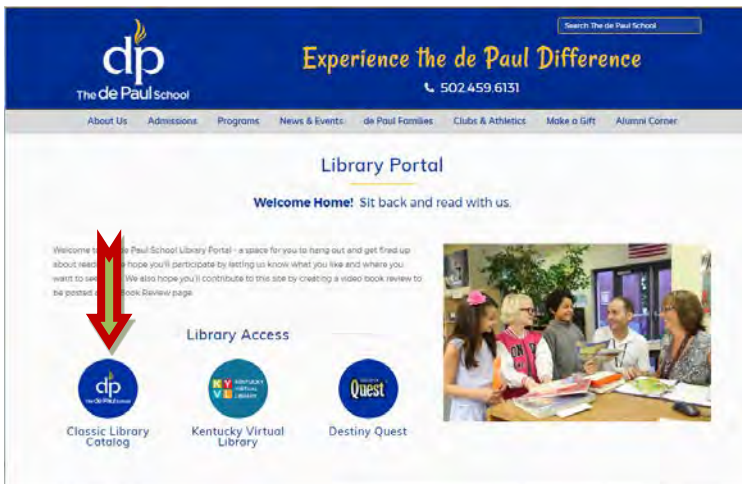 Search The de Paul School
dp
The de Paul School
Experience the de Paul Difference
502.459.6131
About Us Admissions Programs News & Events de Paul Families Clubs & Athletics Make a Gift Alumni Corner
Library Portal
Welcome Home! Sit back and read with us.
Welcome Paul School Library Portal - a space for you to hang out and get fired up
about hope you'll participate by letting us know what you like and where you
want to We also hope you'll contribute to this site by creating a video book review to
be posted Book Review page.
Library Access
dp
The de Paul School
KYVL KENTUCKY VIRTUAL LIBRARY
Quest
Classic Library Catalog
Kentucky Virtual Library
Destiny Quest